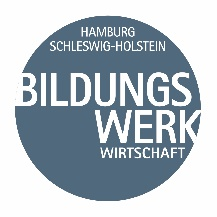 HAMBURG
SCHLESWIG-HOLSTEIN
BILDUNGS
WERK
WIRTSCHAFT